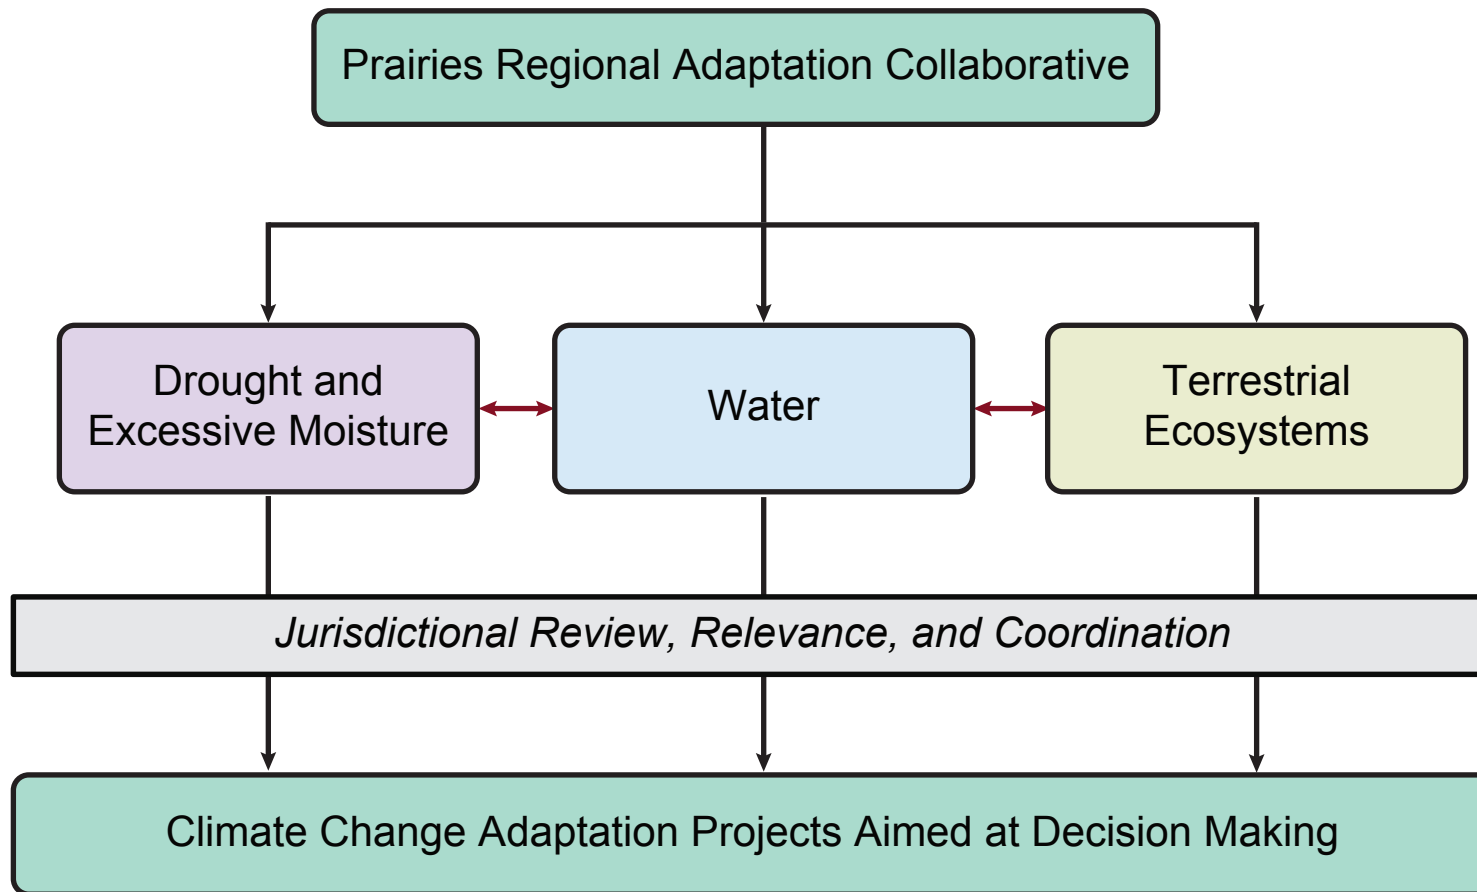 Prairies Regional Adaptation Collaborative
Drought and
Excessive Moisture
Water
Terrestrial
Ecosystems
Jurisdictional Review, Relevance, and Coordination
Climate Change Adaptation Projects Aimed at Decision Making